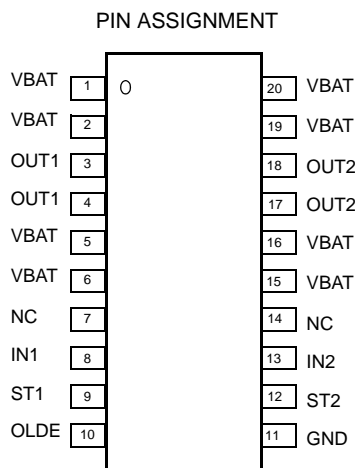 PIN ASSIGNMENT
VBAT 1 20 VBAT
VBAT 2 19 VBAT
OUT1 3 18 OUT2
OUT1 4 17 OUT2
VBAT 5 16 VBAT
VBAT 6 15 VBAT
NC 7 14 NC
IN1 8 13 IN2
ST1 9 12 ST2
OLDE 10 11 GND